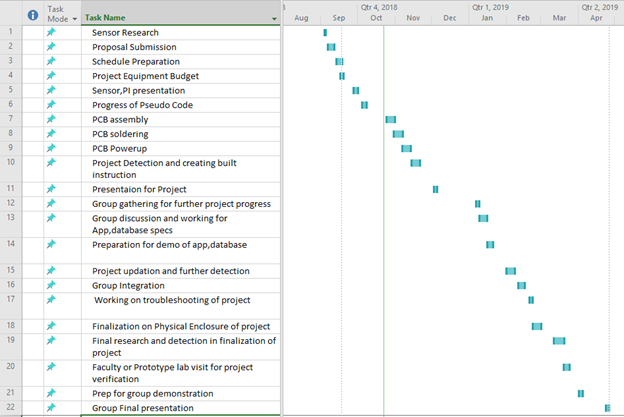 Task
Mode
Task Name
3
Qtr 4, 2018
Qtr 1, 2019
Qtr 2, 2019
Aug Sep Oct Nov Dec Jan Feb Mar Apr
1 Sensor Research
2 Proposal Submission
3 Schedule Preparation
4 Project Equipment Budget
5 Sensor,PI presentation
6 Progress of Pseudo Code
7 PCB assembly
8 PCB soldering
9 PCB Powerup
10 Project Detection and creating built
instruction
11 Presentaion for Project
12 Group gathering for further project progress
13 Group discussion and working for
App,database specs
14 Preparation for demo of app,database
15 Project updation and further detection
16 Group Integration
17 Working on troubleshooting of project
18 Finalization on Physical Enclosure of project
19 Final research and detection in finalization of
project
20 Faculty or Prototype lab visit for project
verification
21 Prep for group demonstration
22 Group Final presentation